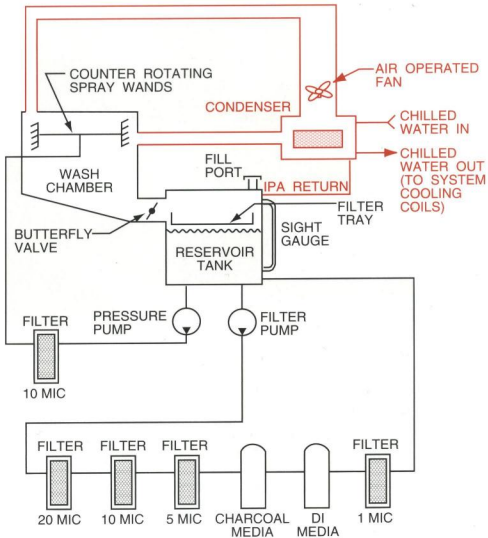 COUNTER ROTATING
SPRAY WANDS
AIR OPERATED
FAN
CONDENSER
CHILLED
WATER IN
CHILLED
WATER OUT
(TO SYSTEM
COOLING
COILS)
WASH
CHAMBER
FILL
PORT
IPA RETURN
FILTER
TRAY
SIGHT
GAUGE
BUTTERFLY
VALVE
RESERVOIR
TANK
PRESSURE
PUMP
FILTER
PUMP
FILTER
10 MIC
FILTER
20 MIC
FILTER
10 MIC
FILTER
5 MIC
CHARCOAL
MEDIA
DI
MEDIA
FILTER
1 MIC